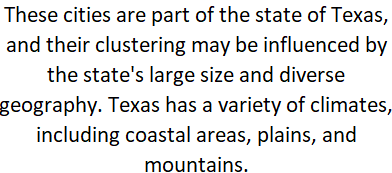 These cities are part of the state of Texas,
and their clustering may be influenced by
the state's large size and diverse
geography. Texas has a variety of climates,
including coastal areas, plains, and
mountains.